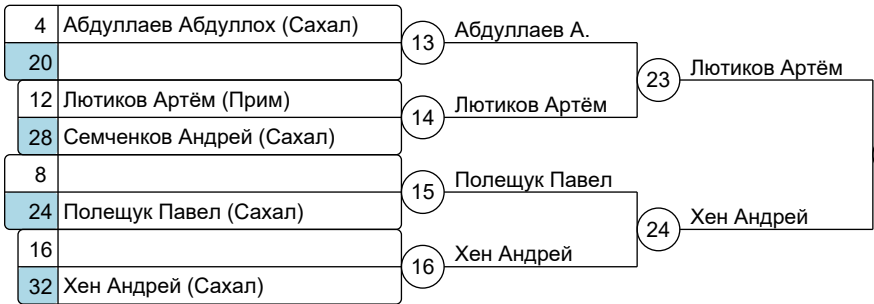 4 Абдуллаев Абдуллох (Сахал)
13 Абдуллаев А.
20
23 Лютиков Артём
12 Лютиков Артём (Прим)
14 Лютиков Артём
28 Семченков Андрей (Сахал)
8
15 Полещук Павел
24 Полещук Павел (Сахал)
24 Хен Андрей
16
16 Хен Андрей
32 Хен Андрей (Сахал)